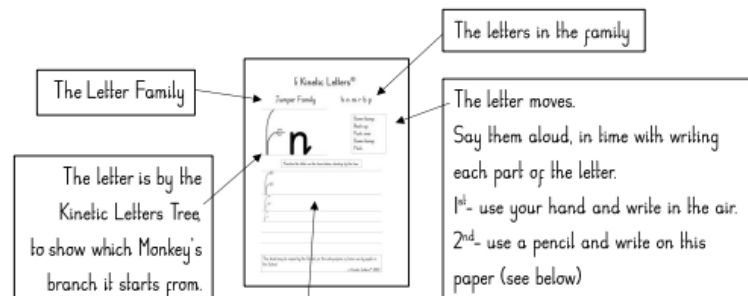 The letters in the family
The Letter Family
§ Kinetic Letters®
Jumper Family
h n m r b p
The letter moves.
Say them aloud, in time with writing
each part of the letter.
1st- use your hand and write in the air.
2nd- use a pencil and write on this
paper (see below)
n
The letter is by the
Kinetic Letters Tree,
to show which Monkey's
branch it starts from.